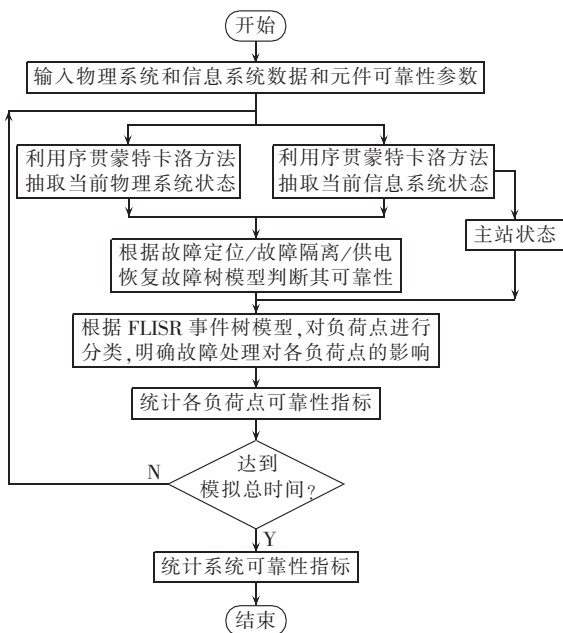 开始
输入物理系统和信息系统数据和元件可靠性参数
利用序贯蒙特卡洛方法
抽取当前物理系统状态
利用序贯蒙特卡洛方法
抽取当前信息系统状态
主站状态
根据故障定位/故障隔离/供电
恢复故障树模型判断其可靠性
根据 FLISR 事件树模型,对负荷点进行
分类,明确故障处理对各负荷点的影响
统计各负荷点可靠性指标
达到
模拟总时间?
N
Y
统计系统可靠性指标
结束